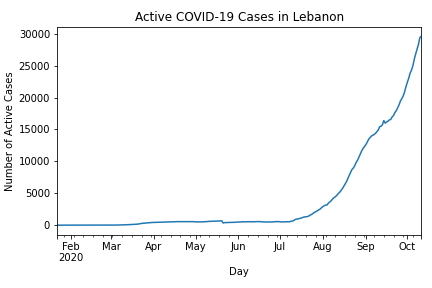 Active COVID-19 Cases in Lebanon
Number of Active Cases
30000
25000
20000
15000
10000
5000
0
Feb Mar Apr May Jun Jul Aug Sep Oct
2020
Day